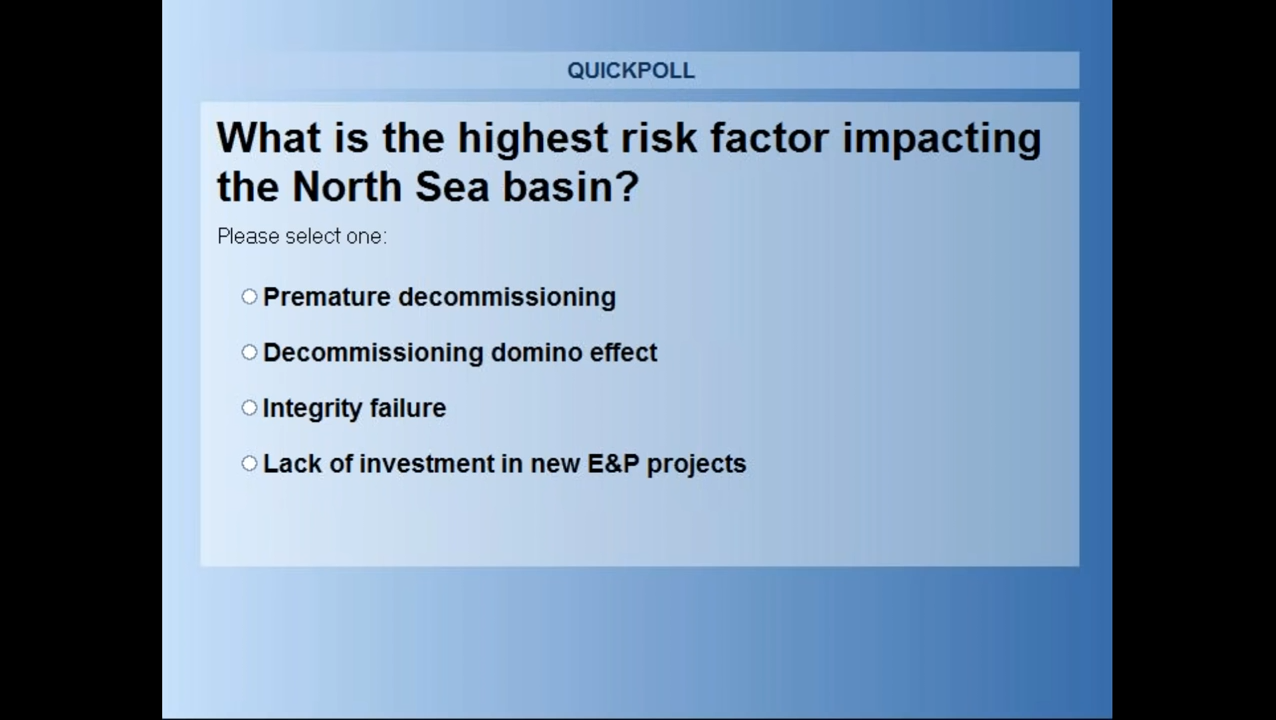 QUICKPOLL
What is the highest risk factor impacting
the North Sea basin?
Please select one:
Premature decommissioning
Decommissioning domino effect
Integrity failure
Lack of investment in new E&P projects